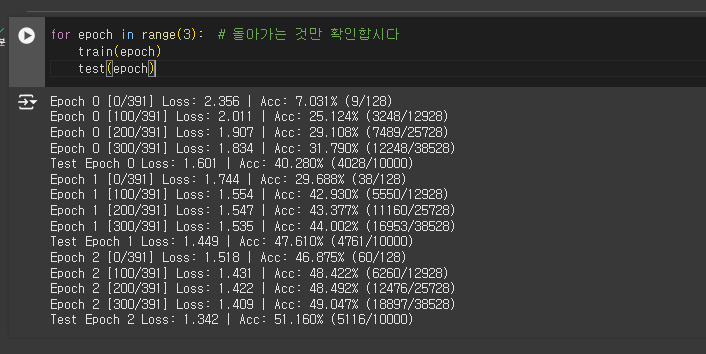 for epoch in range(3):  # 돌아가는 것만 확인합시다
    train(epoch)
    test(epoch)
Epoch 0 [0/391] Loss: 2.356 | Acc: 7.031% (9/128)
Epoch 0 [100/391] Loss: 2.011 | Acc: 25.124% (3248/12928)
Epoch 0 [200/391] Loss: 1.907 | Acc: 29.108% (7489/25728)
Epoch 0 [300/391] Loss: 1.834 | Acc: 31.790% (12248/38528)
Test Epoch 0 Loss: 1.601 | Acc: 40.280% (4028/10000)
Epoch 1 [0/391] Loss: 1.744 | Acc: 29.688% (38/128)
Epoch 1 [100/391] Loss: 1.554 | Acc: 42.930% (5550/12928)
Epoch 1 [200/391] Loss: 1.547 | Acc: 43.377% (11160/25728)
Epoch 1 [300/391] Loss: 1.535 | Acc: 44.002% (16953/38528)
Test Epoch 1 Loss: 1.449 | Acc: 47.610% (4761/10000)
Epoch 2 [0/391] Loss: 1.518 | Acc: 46.875% (60/128)
Epoch 2 [100/391] Loss: 1.431 | Acc: 48.422% (6260/12928)
Epoch 2 [200/391] Loss: 1.422 | Acc: 48.492% (12476/25728)
Epoch 2 [300/391] Loss: 1.409 | Acc: 49.047% (18897/38528)
Test Epoch 2 Loss: 1.342 | Acc: 51.160% (5116/10000)